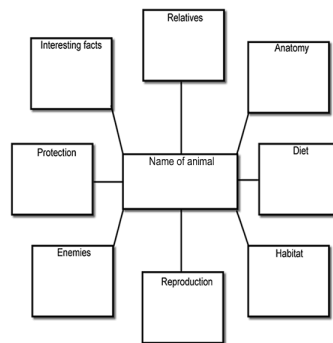 Relatives
Interesting facts
Anatomy
Protection
Name of animal
Diet
Enemies
Habitat
Reproduction